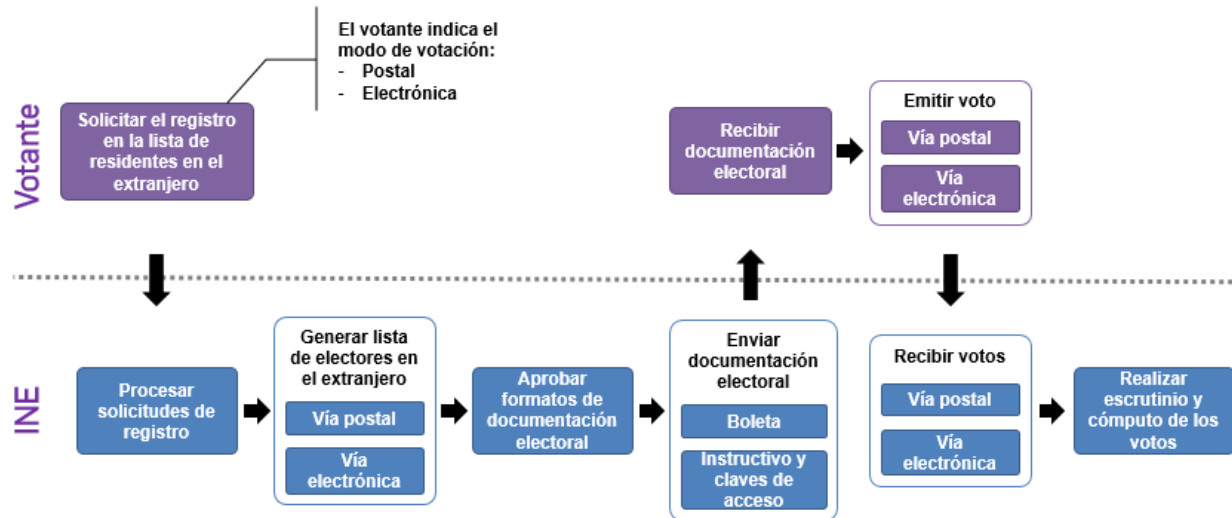 El votante indica el
modo de votación:
- Postal
- Electrónica
Votante
Solicitar el registro
en la lista de
residentes en el
extranjero
Recibir
documentación
electoral
Emitir voto
Vía postal
Vía
electrónica
INE
Procesar
solicitudes de
registro
Generar lista
de electores en
el extranjero
Vía postal
Vía
electrónica
Aprobar
formatos de
documentación
electoral
Enviar
documentación
electoral
Boleta
Instructivo y
claves de
acceso
Recibir votos
Vía postal
Vía
electrónica
Realizar
escrutinio y
cómputo de los
votos